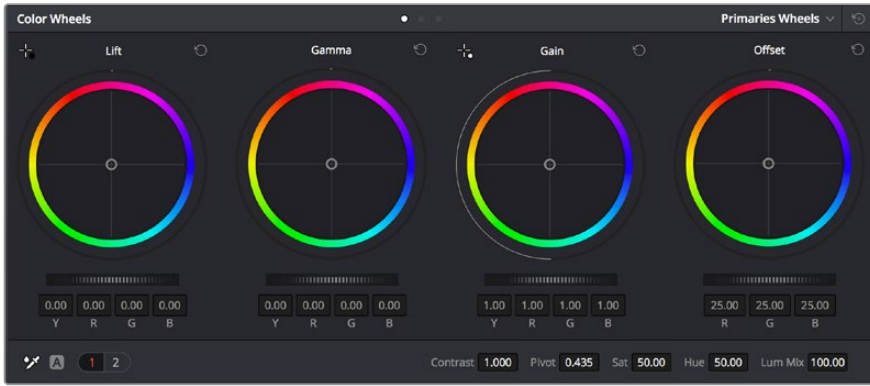 Color Wheels Primaries Wheels
Lift Gamma Gain Offset
0.00 0.00 0.00 0.00 0.00 0.00 0.00 0.00 1.00 1.00 1.00 1.00 25.00 25.00 25.00
Y R G B Y R G B Y R G B R G B
A 1 2 Contrast 1.000 Pivot 0.435 Sat 50.00 Hue 50.00 Lum Mix 100.00